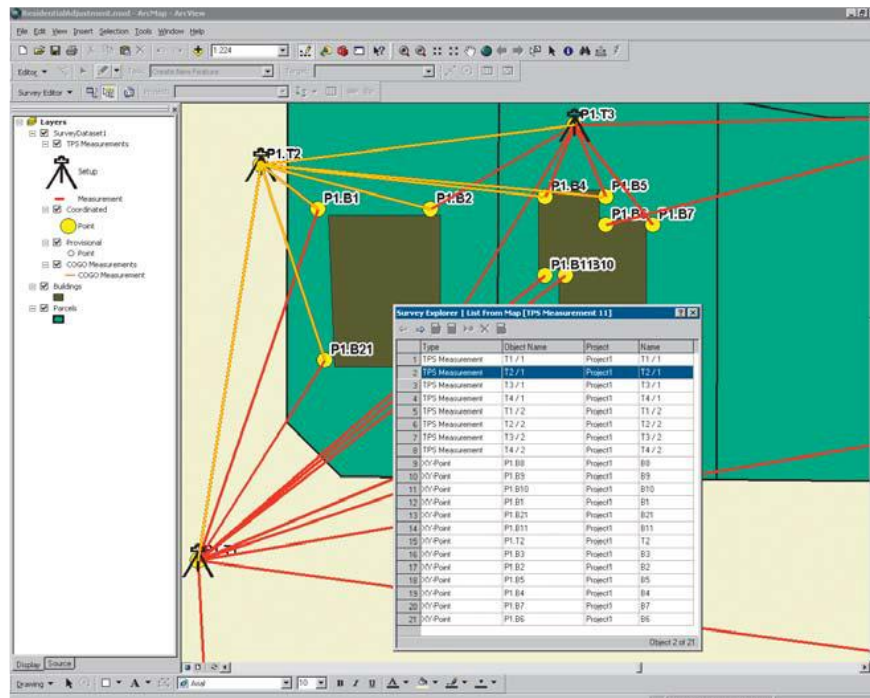 ResidentialAdjustment.mxd - ArcMap - ArcView
File Edit View Insert Selection Tools Window Help
1:224
Editor Task: Create New Feature Target:
Survey Editor Project:
Layers
SurveyDataset1
TPS Measurements
Setup
Measurement
Coordinated
Point
Provisional
Point
COGO Measurements
COGO Measurement
Buildings
Parcels
P1.T3
P1.T2
P1.B1
P1.B2
P1.B4
P1.B5
P1.B7
P1.B11
B10
P1.B21
Survey Explorer | List From Map [TPS Measurement 11]
Type Object Name Project Name
1 TPS Measurement T1 / 1 Project1 T1 / 1
2 TPS Measurement T2 / 1 Project1 T2 / 1
3 TPS Measurement T3 / 1 Project1 T3 / 1
4 TPS Measurement T4 / 1 Project1 T4 / 1
5 TPS Measurement T1 / 2 Project1 T1 / 2
6 TPS Measurement T2 / 2 Project1 T2 / 2
7 TPS Measurement T3 / 2 Project1 T3 / 2
8 TPS Measurement T4 / 2 Project1 T4 / 2
9 XY-Point P1.B8 Project1 B8
10 XY-Point P1.B9 Project1 B9
11 XY-Point P1.B10 Project1 B10
12 XY-Point P1.B1 Project1 B1
13 XY-Point P1.B21 Project1 B21
14 XY-Point P1.B11 Project1 B11
15 XY-Point P1.T2 Project1 T2
16 XY-Point P1.B3 Project1 B3
17 XY-Point P1.B2 Project1 B2
18 XY-Point P1.B5 Project1 B5
19 XY-Point P1.B4 Project1 B4
20 XY-Point P1.B7 Project1 B7
21 XY-Point P1.B6 Project1 B6
Object 2 of 21
Display Source
Drawing A Arial 10 B I U A